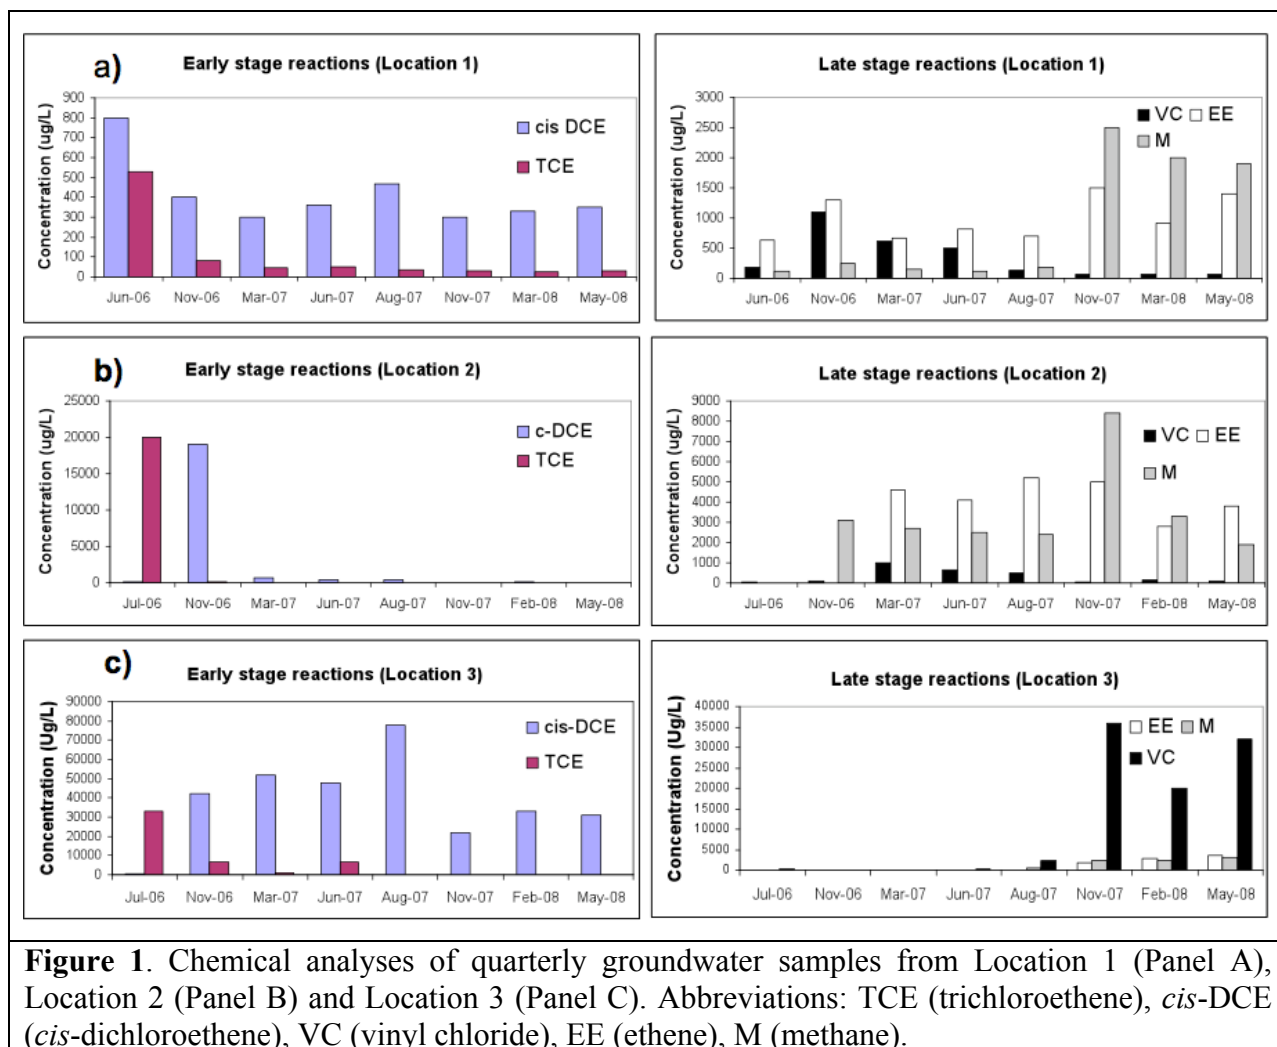 a)
Early stage reactions (Location 1)
Concentration (ug/L)
900
800
700
600
500
400
300
200
100
0
cis DCE
TCE
Jun-06 Nov-06 Mar-07 Jun-07 Aug-07 Nov-07 Mar-08 May-08
Late stage reactions (Location 1)
Concentration (ug/L)
3000
2500
2000
1500
1000
500
0
VC EE
M
Jun-06 Nov-06 Mar-07 Jun-07 Aug-07 Nov-07 Mar-08 May-08
b)
Early stage reactions (Location 2)
Concentration (ug/L)
25000
20000
15000
10000
5000
0
c-DCE
TCE
Jul-06 Nov-06 Mar-07 Jun-07 Aug-07 Nov-07 Feb-08 May-08
Late stage reactions (Location 2)
Concentration (ug/L)
9000
8000
7000
6000
5000
4000
3000
2000
1000
0
VC EE
M
Jul-06 Nov-06 Mar-07 Jun-07 Aug-07 Nov-07 Feb-08 May-08
c)
Early stage reactions (Location 3)
Concentration (Ug/L)
90000
80000
70000
60000
50000
40000
30000
20000
10000
0
cis-DCE
TCE
Jul-06 Nov-06 Mar-07 Jun-07 Aug-07 Nov-07 Feb-08 May-08
Late stage reactions (Location 3)
Concentration (Ug/L)
40000
35000
30000
25000
20000
15000
10000
5000
0
EE M
VC
Jul-06 Nov-06 Mar-07 Jun-07 Aug-07 Nov-07 Feb-08 May-08
Figure 1. Chemical analyses of quarterly groundwater samples from Location 1 (Panel A),
Location 2 (Panel B) and Location 3 (Panel C). Abbreviations: TCE (trichloroethene), cis-DCE
(cis-dichloroethene), VC (vinyl chloride), EE (ethene), M (methane).